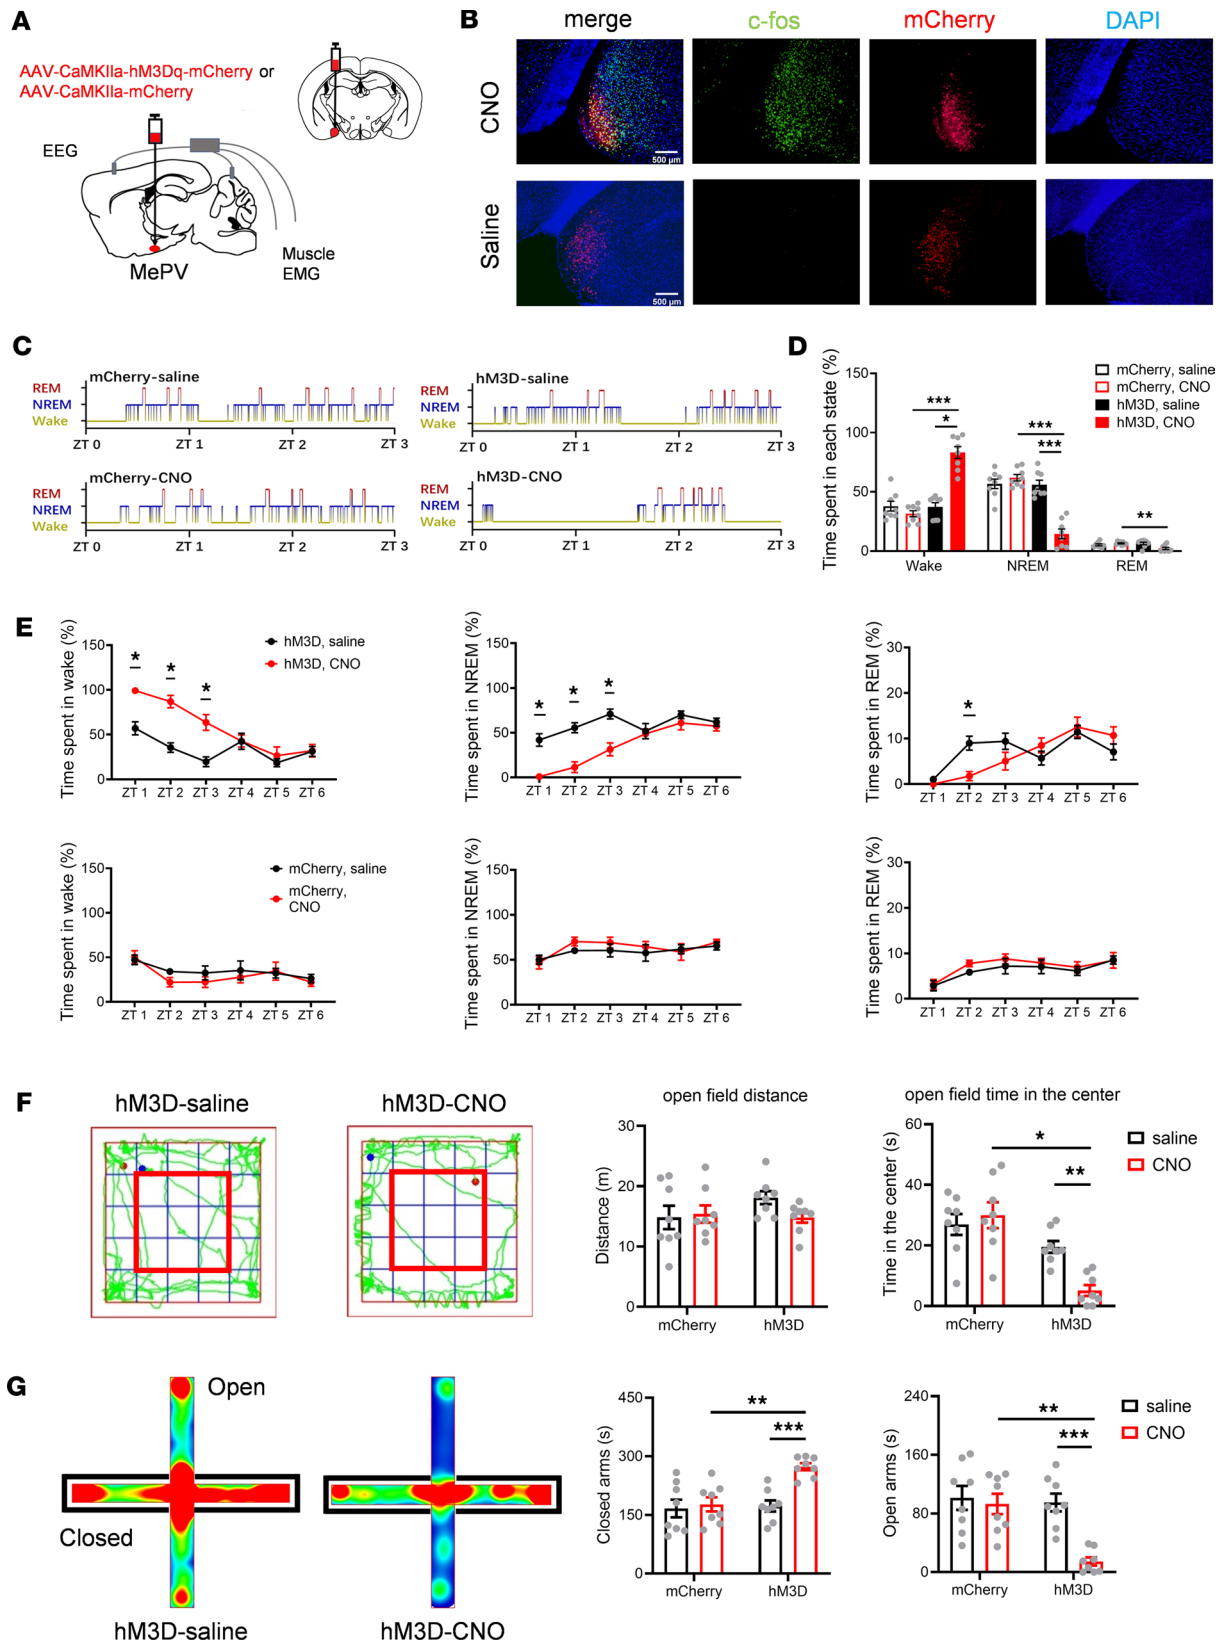 A
AAV-CaMKIIa-hM3Dq-mCherry or
AAV-CaMKIIa-mCherry
EEG
Muscle
EMG
MePV
B
merge
c-fos
mCherry
DAPI
CNO
500 µm
Saline
500 µm
C
mCherry-saline
REM
NREM
Wake
ZT 0
ZT 1
ZT 2
ZT 3
hM3D-saline
REM
NREM
Wake
ZT 0
ZT 1
ZT 2
ZT 3
mCherry-CNO
REM
NREM
Wake
ZT 0
ZT 1
ZT 2
ZT 3
hM3D-CNO
REM
NREM
Wake
ZT 0
ZT 1
ZT 2
ZT 3
D
Time spent in each state (%)
150
100
50
0
Wake
NREM
REM
***
*
***
***
**
mCherry, saline
mCherry, CNO
hM3D, saline
hM3D, CNO
E
Time spent in wake (%)
150
100
50
0
* * *
hM3D, saline
hM3D, CNO
ZT 1 ZT 2 ZT 3 ZT 4 ZT 5 ZT 6
Time spent in NREM (%)
150
100
50
0
* * *
ZT 1 ZT 2 ZT 3 ZT 4 ZT 5 ZT 6
Time spent in REM (%)
30
20
10
0
*
ZT 1 ZT 2 ZT 3 ZT 4 ZT 5 ZT 6
Time spent in wake (%)
150
100
50
0
mCherry, saline
mCherry,
CNO
ZT 1 ZT 2 ZT 3 ZT 4 ZT 5 ZT 6
Time spent in NREM (%)
150
100
50
0
ZT 1 ZT 2 ZT 3 ZT 4 ZT 5 ZT 6
Time spent in REM (%)
30
20
10
0
ZT 1 ZT 2 ZT 3 ZT 4 ZT 5 ZT 6
F
hM3D-saline
hM3D-CNO
open field distance
Distance (m)
30
20
10
0
mCherry
hM3D
open field time in the center
Time in the center (s)
60
40
20
0
*
**
mCherry
hM3D
saline
CNO
G
Open
Closed
hM3D-saline
hM3D-CNO
Closed arms (s)
450
300
150
0
**
***
mCherry
hM3D
Open arms (s)
240
160
80
0
**
***
mCherry
hM3D
saline
CNO